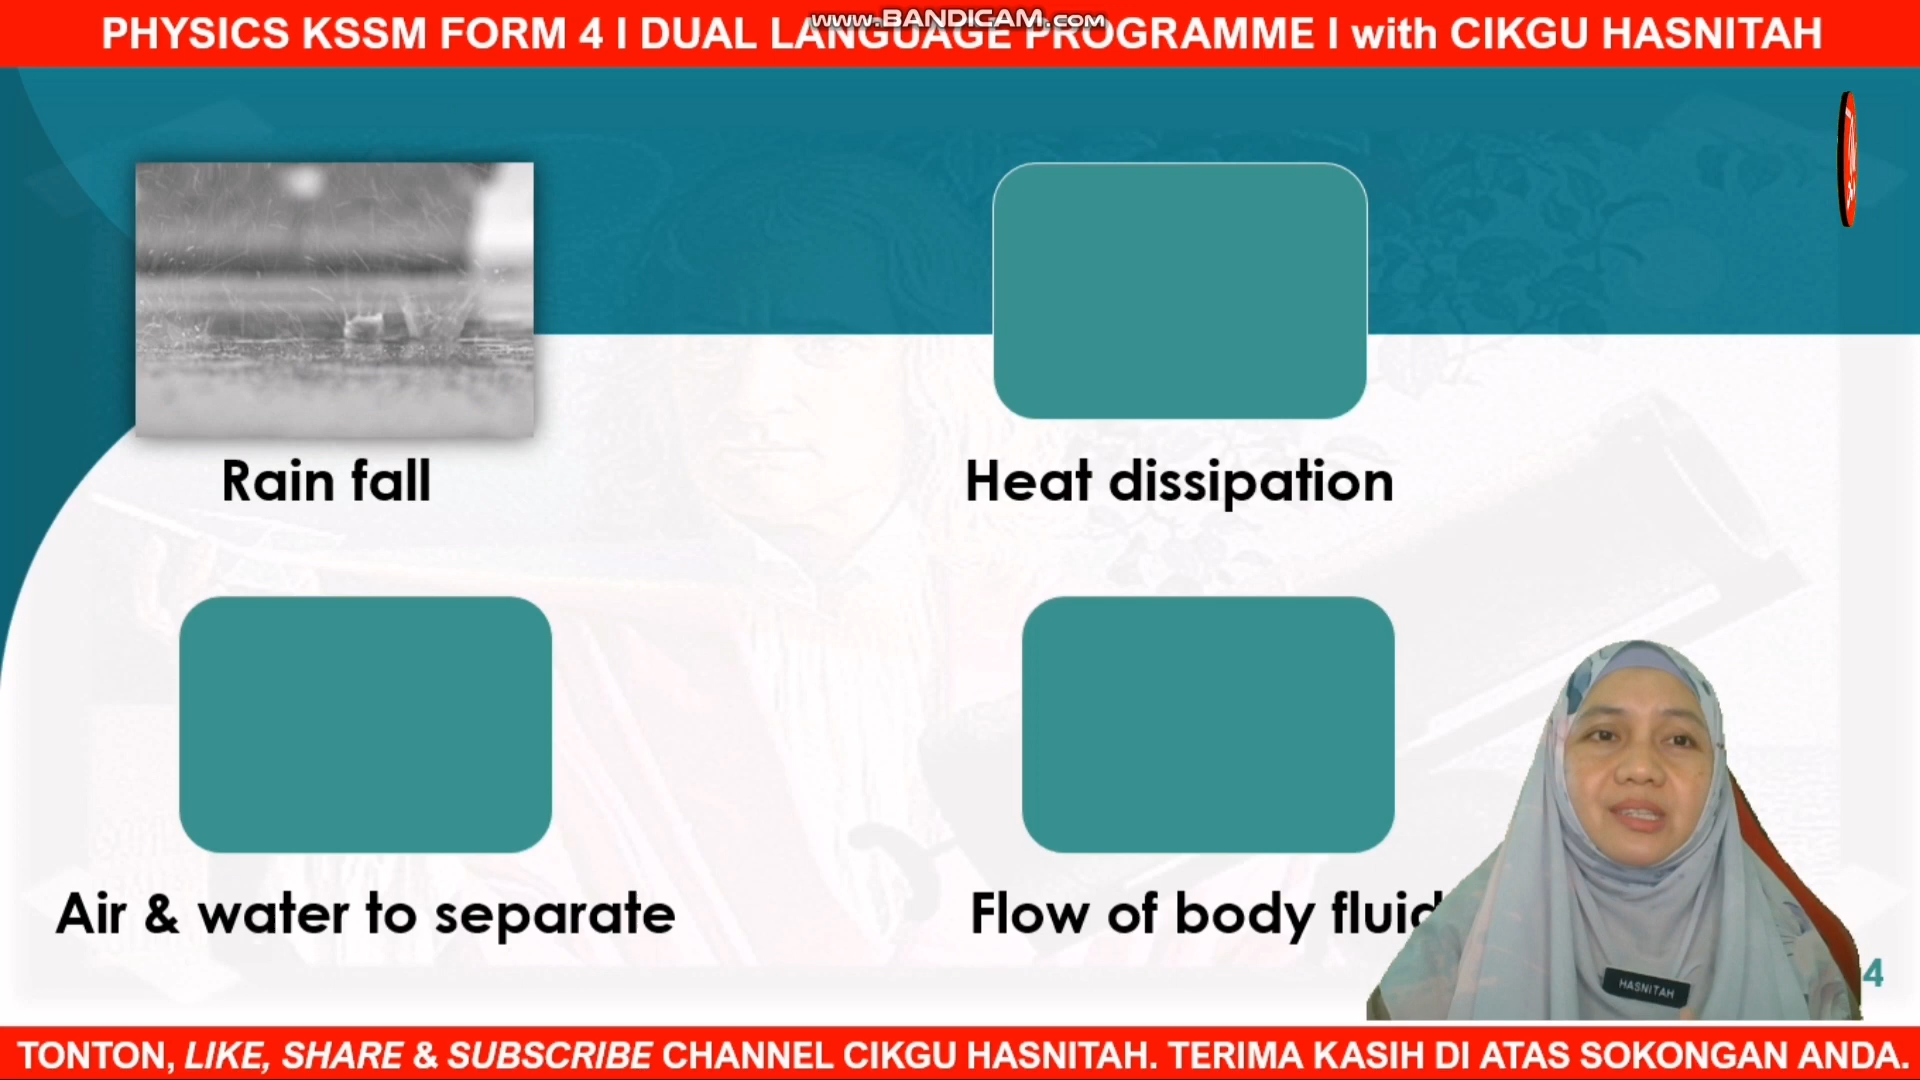 www.BANDICAM.com
PHYSICS KSSM FORM 4 I DUAL LANGUAGE PROGRAMME I with CIKGU HASNITAH
Rain fall
Heat dissipation
Air & water to separate
Flow of body fluid
HASNITAH
4
TONTON, LIKE, SHARE & SUBSCRIBE CHANNEL CIKGU HASNITAH. TERIMA KASIH DI ATAS SOKONGAN ANDA.